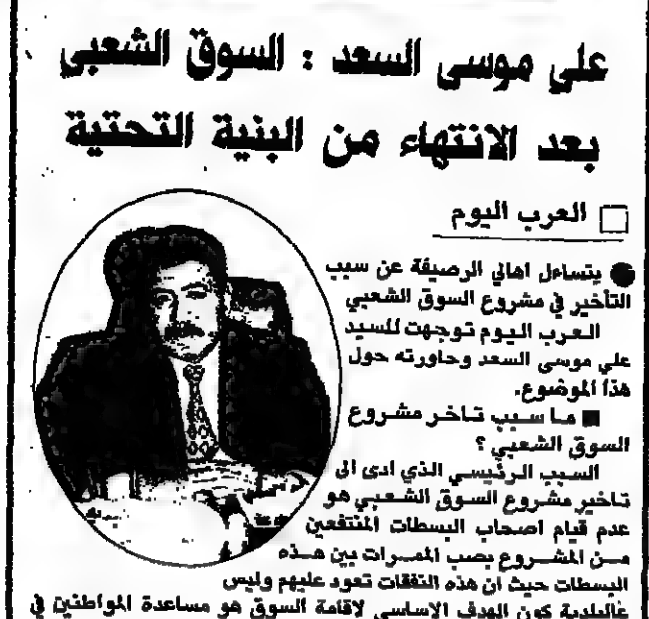 علي موسى السعد : السوق الشعبي
بعد الانتهاء من البنية التحتية
العرب اليوم
يتساءل اهالي الرصيفة عن سبب
التأخير في مشروع السوق الشعبي
العرب اليوم توجهت للسيد
علي موسى السعد وحاورته حول
هذا الموضوع.
ما سبب تاخر مشروع
السوق الشعبي ؟
السبب الرئيسي الذي ادى الى
تاخير مشروع السوق الشعبي هو
عدم قيام اصحاب البسطات المنتفعين
من المشروع بصب الممرات بين هذه
البسطات حيث ان هذه النفقات تعود عليهم وليس
عالبلدية كون الهدف الاساسي لاقامة السوق هو مساعدة المواطنين في